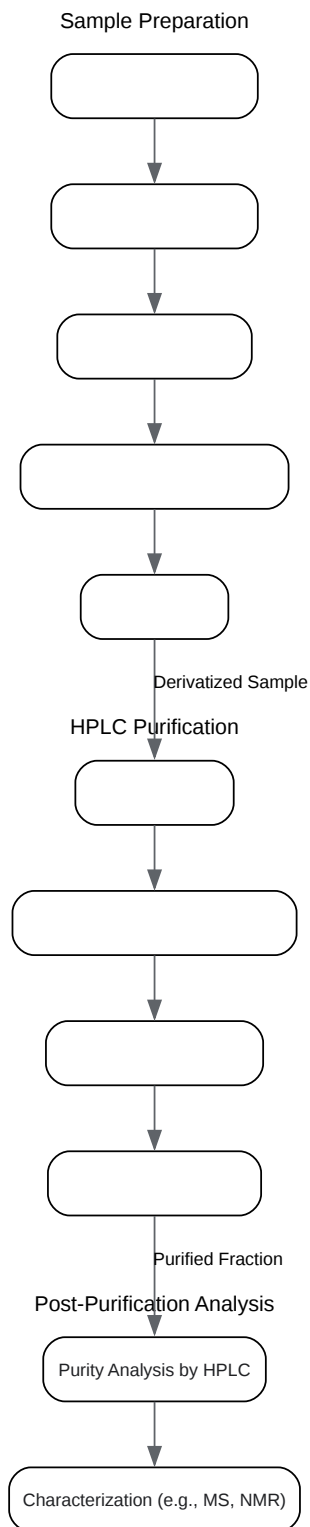 Sample Preparation
Derivatized Sample
HPLC Purification
Purified Fraction
Post-Purification Analysis
Purity Analysis by HPLC
Characterization (e.g., MS, NMR)